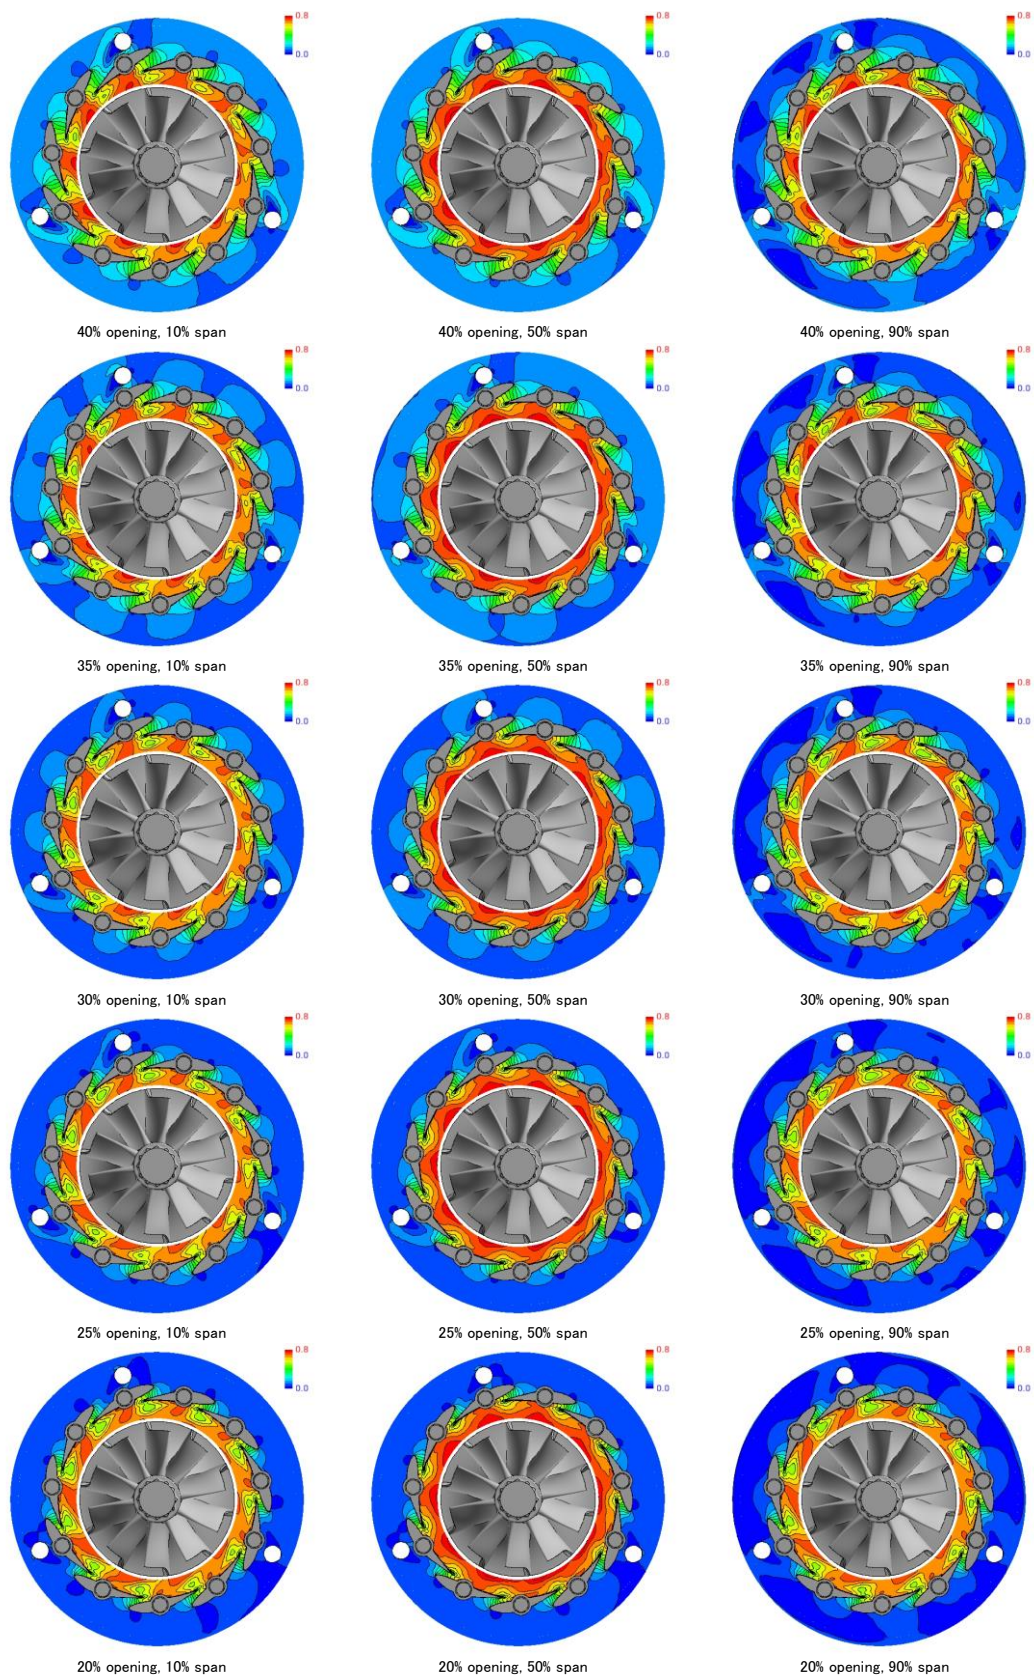 0.8 0.8 0.8
0.0 0.0 0.0
40% opening, 10% span 40% opening, 50% span 40% opening, 90% span
0.8 0.8 0.8
0.0 0.0 0.0
35% opening, 10% span 35% opening, 50% span 35% opening, 90% span
0.8 0.8 0.8
0.0 0.0 0.0
30% opening, 10% span 30% opening, 50% span 30% opening, 90% span
0.8 0.8 0.8
0.0 0.0 0.0
25% opening, 10% span 25% opening, 50% span 25% opening, 90% span
0.8 0.8 0.8
0.0 0.0 0.0
20% opening, 10% span 20% opening, 50% span 20% opening, 90% span